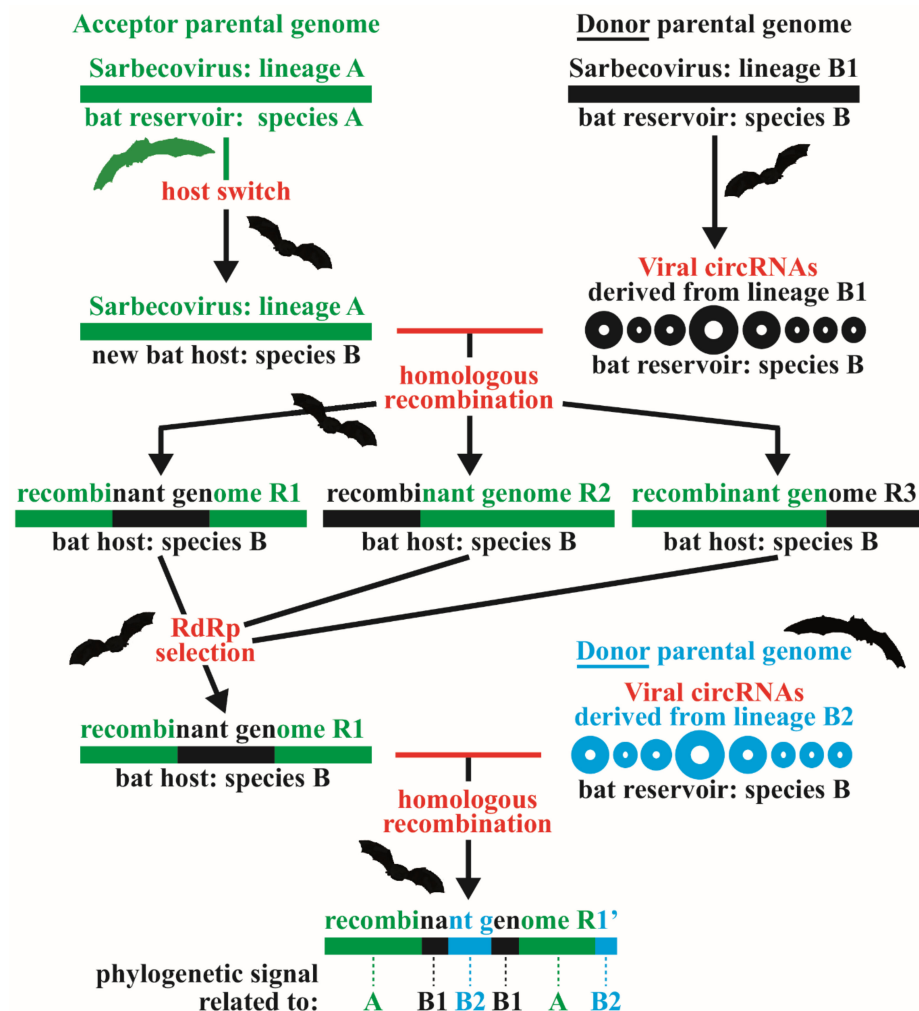 Acceptor parental genome
Donor parental genome
Sarbecovirus: lineage A
Sarbecovirus: lineage B1
bat reservoir: species A
bat reservoir: species B
host switch
Viral circRNAs
derived from lineage B1
Sarbecovirus: lineage A
new bat host: species B
bat reservoir: species B
homologous
recombination
recombinant genome R1
recombinant genome R2
recombinant genome R3
bat host: species B
bat host: species B
bat host: species B
RdRp
selection
Donor parental genome
Viral circRNAs
derived from lineage B2
recombinant genome R1
bat host: species B
bat reservoir: species B
homologous
recombination
recombinant genome R1’
phylogenetic signal
related to:
A B1 B2 B1 A B2